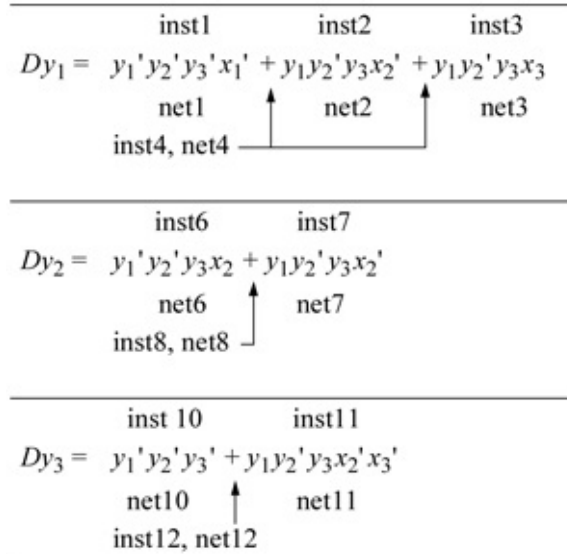 inst1 inst2 inst3
Dy₁ = y₁'y₂'y₃'x₁' + y₁y₂'y₃x₂' + y₁y₂'y₃x₃
net1 net2 net3
inst4, net4
inst6 inst7
Dy₂ = y₁'y₂'y₃x₂ + y₁y₂'y₃x₂'
net6 net7
inst8, net8
inst 10 inst11
Dy₃ = y₁'y₂'y₃' + y₁y₂'y₃x₂'x₃'
net10 net11
inst12, net12